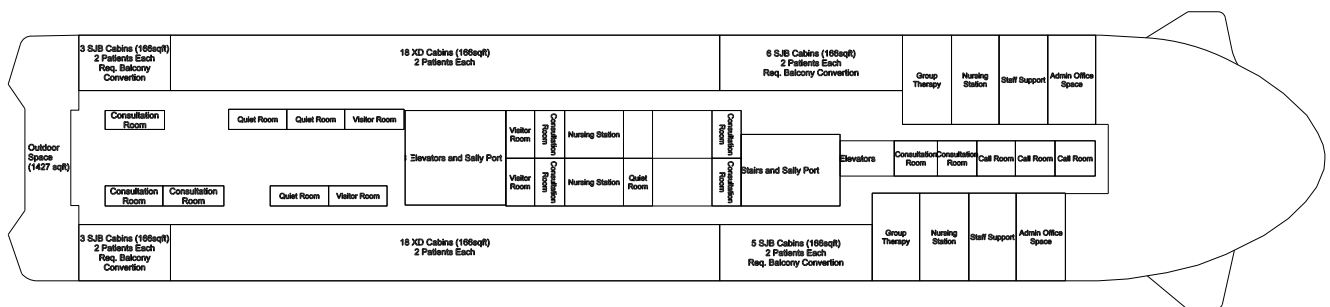 3 SJB Cabins (166sqft)
2 Patients Each
Req. Balcony
Convertion
18 XD Cabins (166sqft)
2 Patients Each
6 SJB Cabins (166sqft)
2 Patients Each
Req. Balcony Convertion
Group
Therapy
Nursing
Station
Staff Support
Admin Office
Space
Consultation
Room
Quiet Room
Quiet Room
Visitor Room
Elevators and Sally Port
Visitor
Room
Consultation
Room
Nursing Station
Consultation
Room
Outdoor
Space
(1427 sqft)
Stairs and Sally Port
Elevators
Consultation
Room
Consultation
Room
Call Room
Call Room
Call Room
Visitor
Room
Consultation
Room
Nursing Station
Quiet
Room
Consultation
Room
Consultation
Room
Consultation
Room
Quiet Room
Visitor Room
3 SJB Cabins (166sqft)
2 Patients Each
Req. Balcony
Convertion
18 XD Cabins (166sqft)
2 Patients Each
5 SJB Cabins (166sqft)
2 Patients Each
Req. Balcony Convertion
Group
Therapy
Nursing
Station
Staff Support
Admin Office
Space